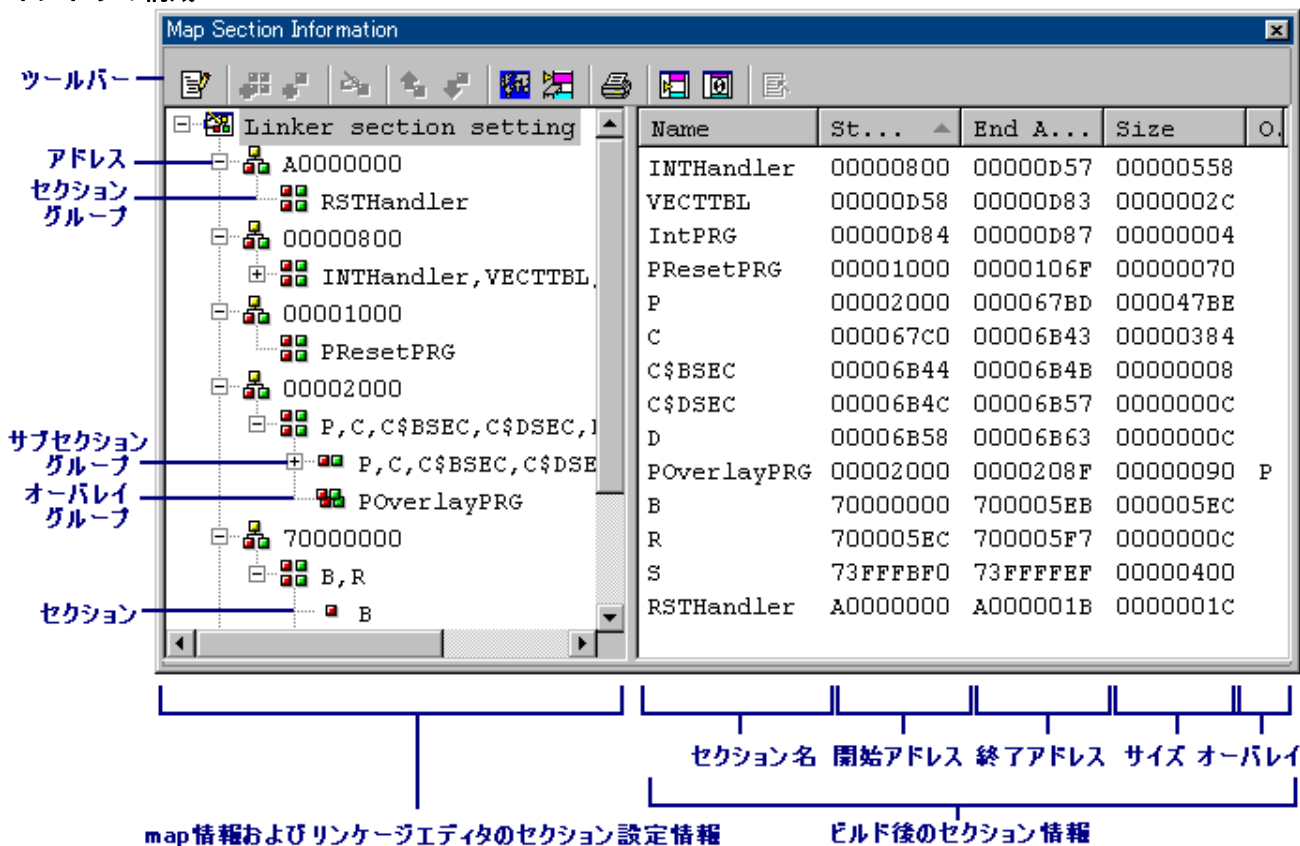 Map Section Information
ツールバー
Linker section setting
アドレス
A0000000
セクション
グループ
RSTHandler
00000800
INTHandler,VECTTBL,
00001000
PResetPRG
00002000
P,C,C$BSEC,C$DSEC,
サブセクション
グループ
P,C,C$BSEC,C$DSE
オーバレイ
グループ
POverlayPRG
70000000
B,R
セクション
B
Name St... End A... Size O.
INTHandler 00000800 00000D57 00000558
VECTTBL 00000D58 00000D83 0000002C
IntPRG 00000D84 00000D87 00000004
PResetPRG 00001000 0000106F 00000070
P 00002000 000067BD 000047BE
C 000067C0 00006B43 00000384
C$BSEC 00006B44 00006B4B 00000008
C$DSEC 00006B4C 00006B57 0000000C
D 00006B58 00006B63 0000000C
POverlayPRG 00002000 0000208F 00000090 P
B 70000000 700005EB 000005EC
R 700005EC 700005F7 0000000C
S 73FFFBF0 73FFFFEF 00000400
RSTHandler A0000000 A000001B 0000001C
セクション名 開始アドレス 終了アドレス サイズ オーバレイ
map情報およびリンケージエディタのセクション設定情報
ビルド後のセクション情報